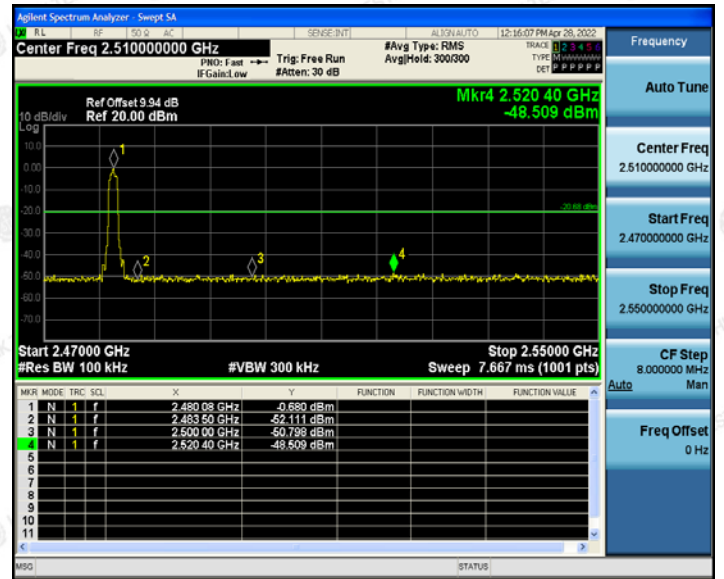 Agilent Spectrum Analyzer - Swept SA
RL RF 50 Ω AC SENSE:INT ALIGNAUTO 12:16:07 PM Apr 28, 2022
Center Freq 2.510000000 GHz
PNO: Fast
IFGain:Low
Trig: Free Run
#Atten: 30 dB
#Avg Type: RMS
Avg|Hold: 300/300
TRACE 1 2 3 4 5 6
TYPE M
DET P P P P P P
Ref Offset 9.94 dB
Ref 20.00 dBm
10 dB/div
Log
Mkr4 2.520 40 GHz
-48.509 dBm
10.0
0.00
-10.0
-20.0
-30.0
-40.0
-50.0
-60.0
-70.0
-20.68 dBm
1
2
3
4
Start 2.47000 GHz
Stop 2.55000 GHz
#Res BW 100 kHz #VBW 300 kHz Sweep 7.667 ms (1001 pts)
MKR MODE TRC SCL X Y FUNCTION FUNCTION WIDTH FUNCTION VALUE
1 N 1 f 2.480 08 GHz -0.680 dBm
2 N 1 f 2.483 50 GHz -52.111 dBm
3 N 1 f 2.500 00 GHz -50.798 dBm
4 N 1 f 2.520 40 GHz -48.509 dBm
5
6
7
8
9
10
11
MSG STATUS
Frequency
Auto Tune
Center Freq
2.510000000 GHz
Start Freq
2.470000000 GHz
Stop Freq
2.550000000 GHz
CF Step
8.000000 MHz
Auto Man
Freq Offset
0 Hz